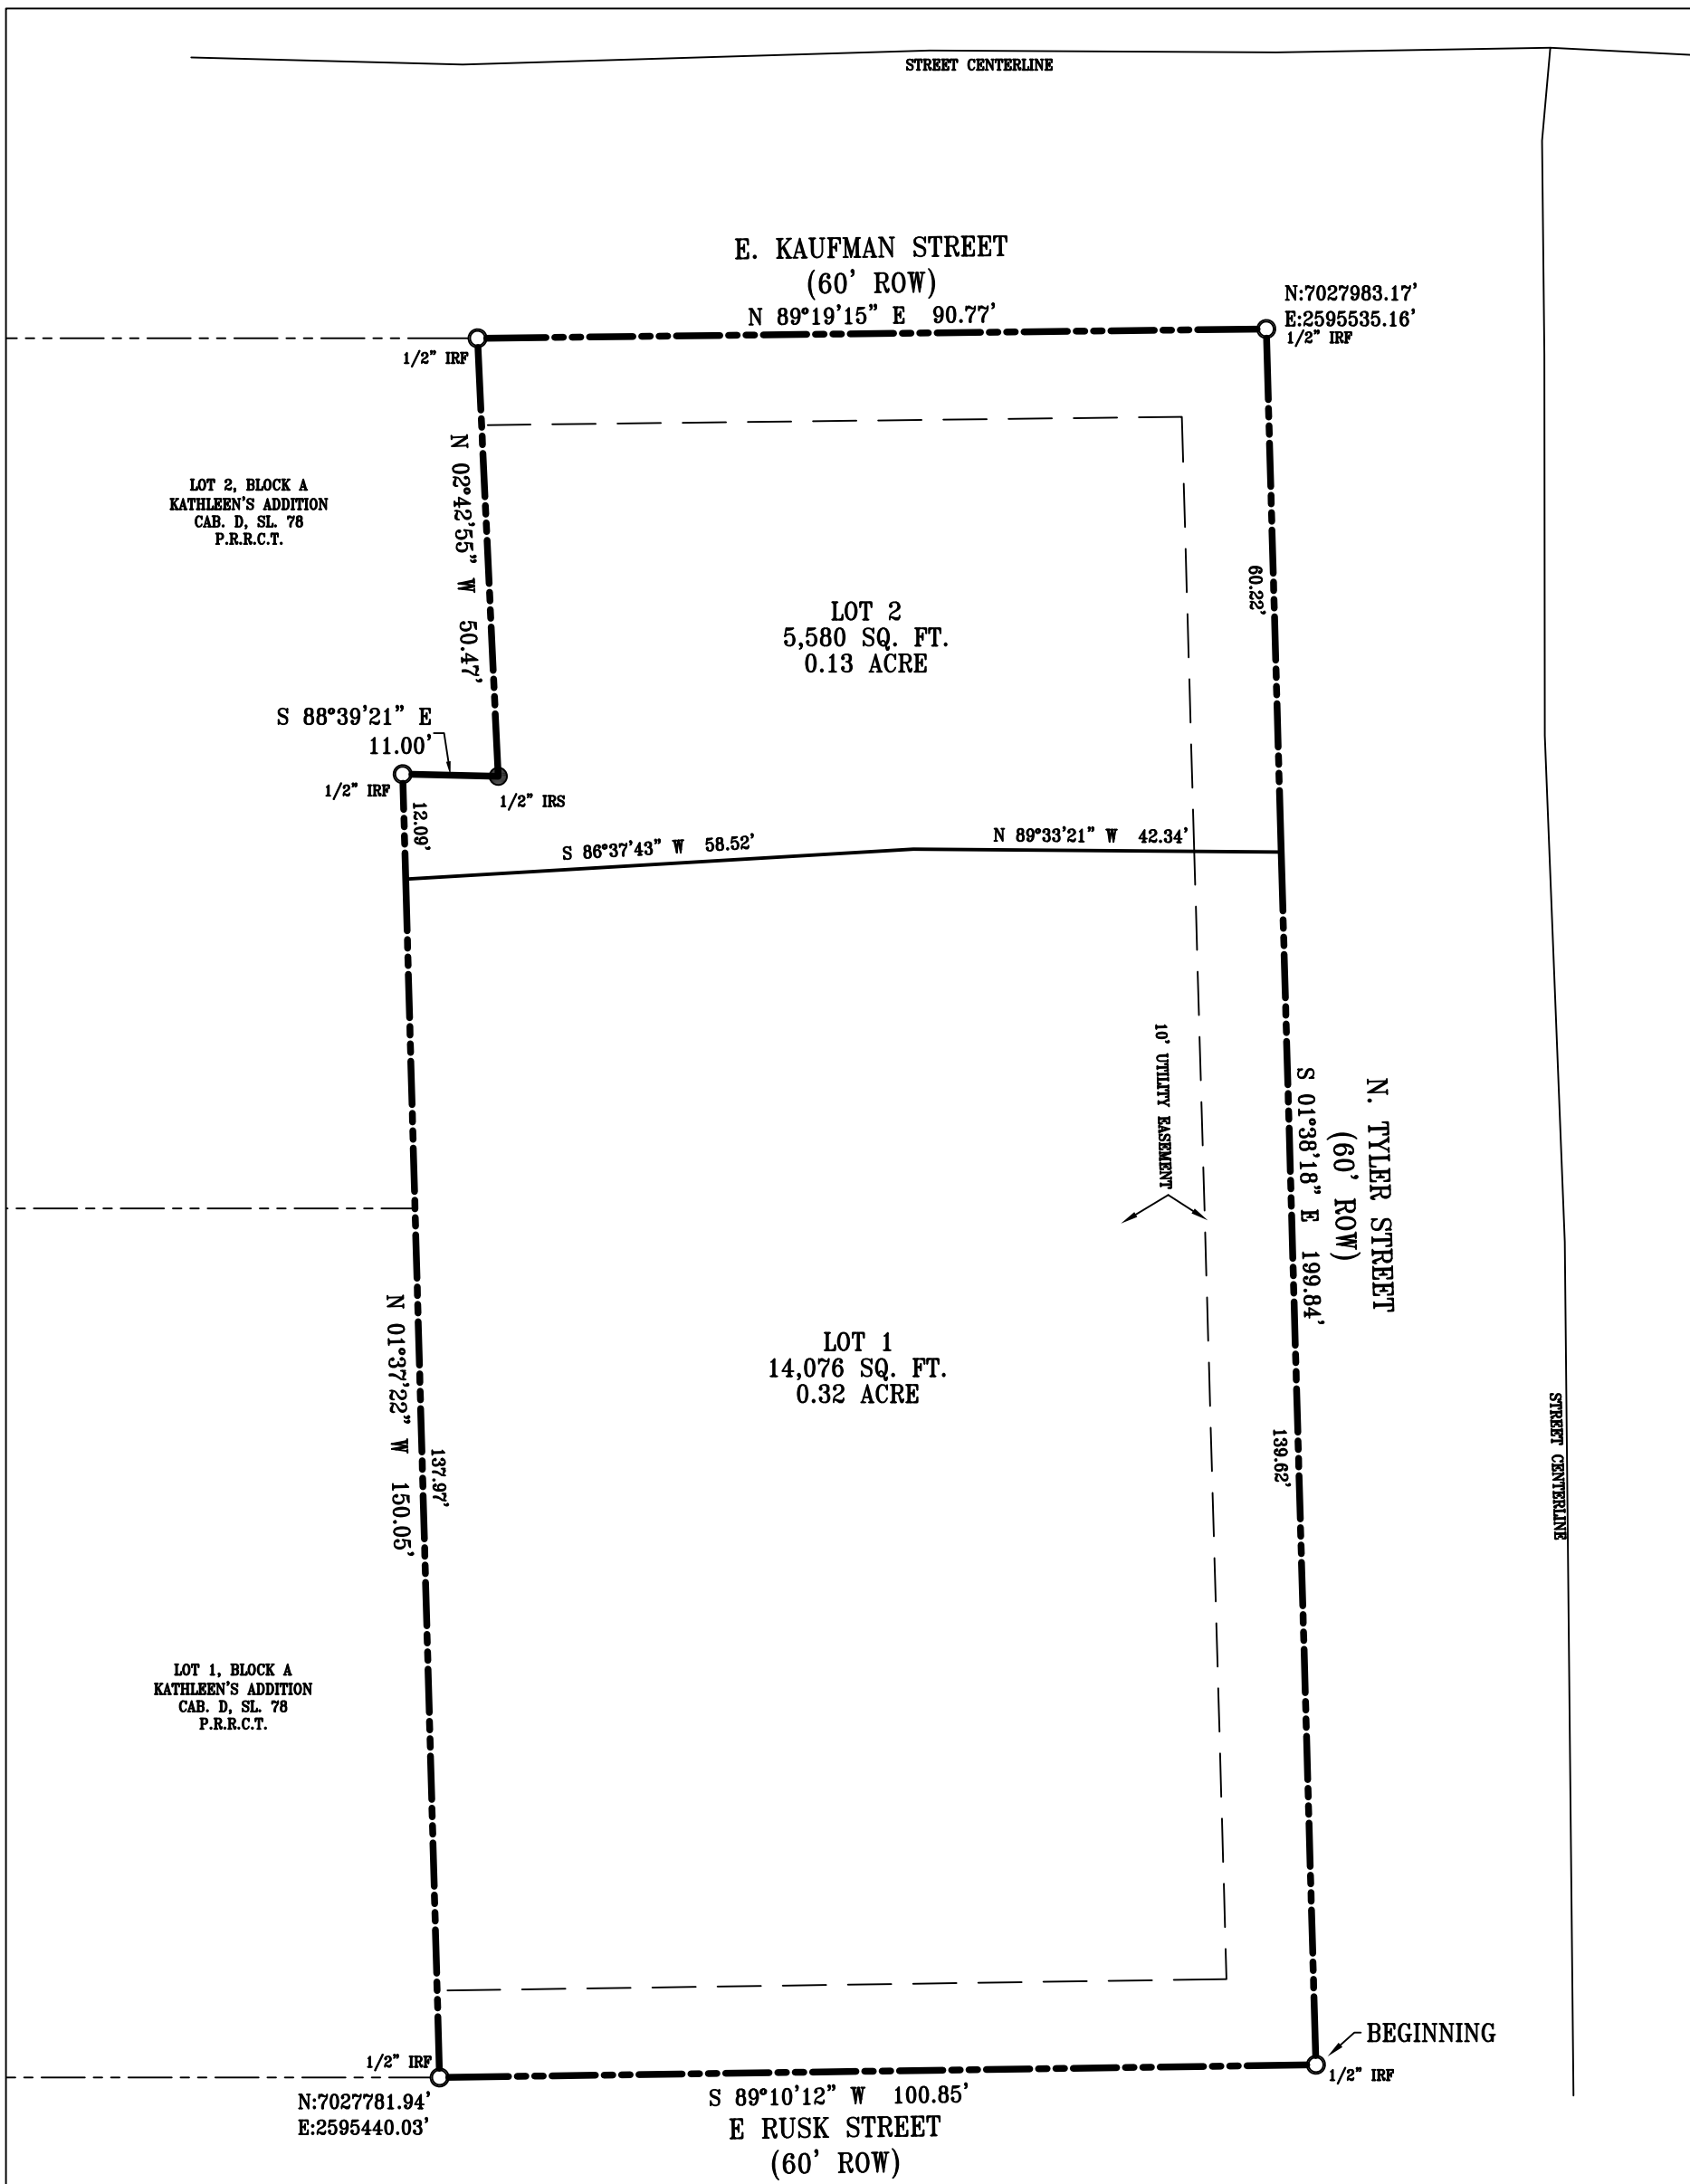 STREET CENTERLINE
E. KAUFMAN STREET
(60' ROW)
N 89°19'15" E 90.77'
N:7027983.17'
E:2595535.16'
1/2" IRF
1/2" IRF
N 02°42'55" W 50.47'
LOT 2, BLOCK A
KATHLEEN'S ADDITION
CAB. D, SL. 78
P.R.R.C.T.
60.22'
LOT 2
5,580 SQ. FT.
0.13 ACRE
S 88°39'21" E
11.00'
1/2" IRF
1/2" IRS
12.09'
S 86°37'43" W 58.52'
N 89°33'21" W 42.34'
10' UTILITY EASEMENT
S 01°38'18" E 199.84'
N. TYLER STREET
(60' ROW)
LOT 1
14,076 SQ. FT.
0.32 ACRE
N 01°37'22" W 150.05'
137.97'
139.62'
STREET CENTERLINE
LOT 1, BLOCK A
KATHLEEN'S ADDITION
CAB. D, SL. 78
P.R.R.C.T.
BEGINNING
1/2" IRF
1/2" IRF
N:7027781.94'
E:2595440.03'
S 89°10'12" W 100.85'
E RUSK STREET
(60' ROW)